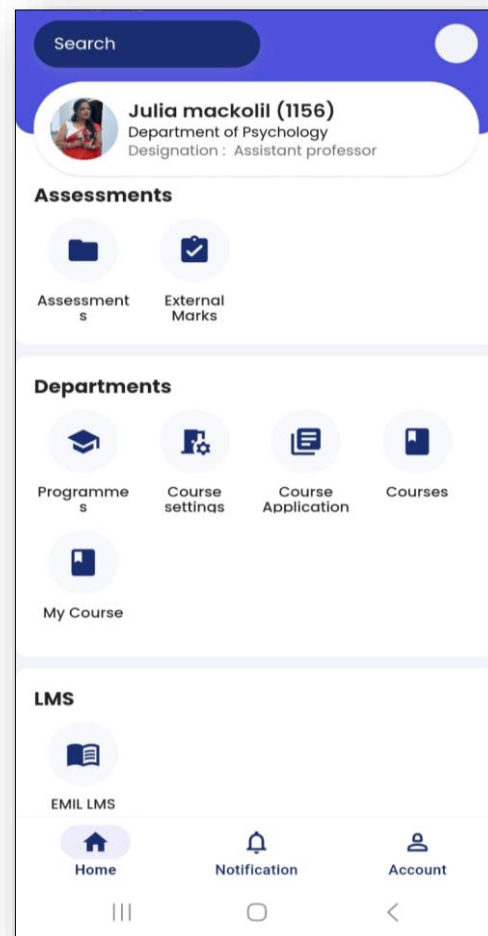 Search
Julia mackolil (1156)
Department of Psychology
Designation : Assistant professor
Assessments
Assessment
s
External
Marks
Departments
Programme
s
Course
settings
Course
Application
Courses
My Course
LMS
EMIL LMS
Home
Notification
Account